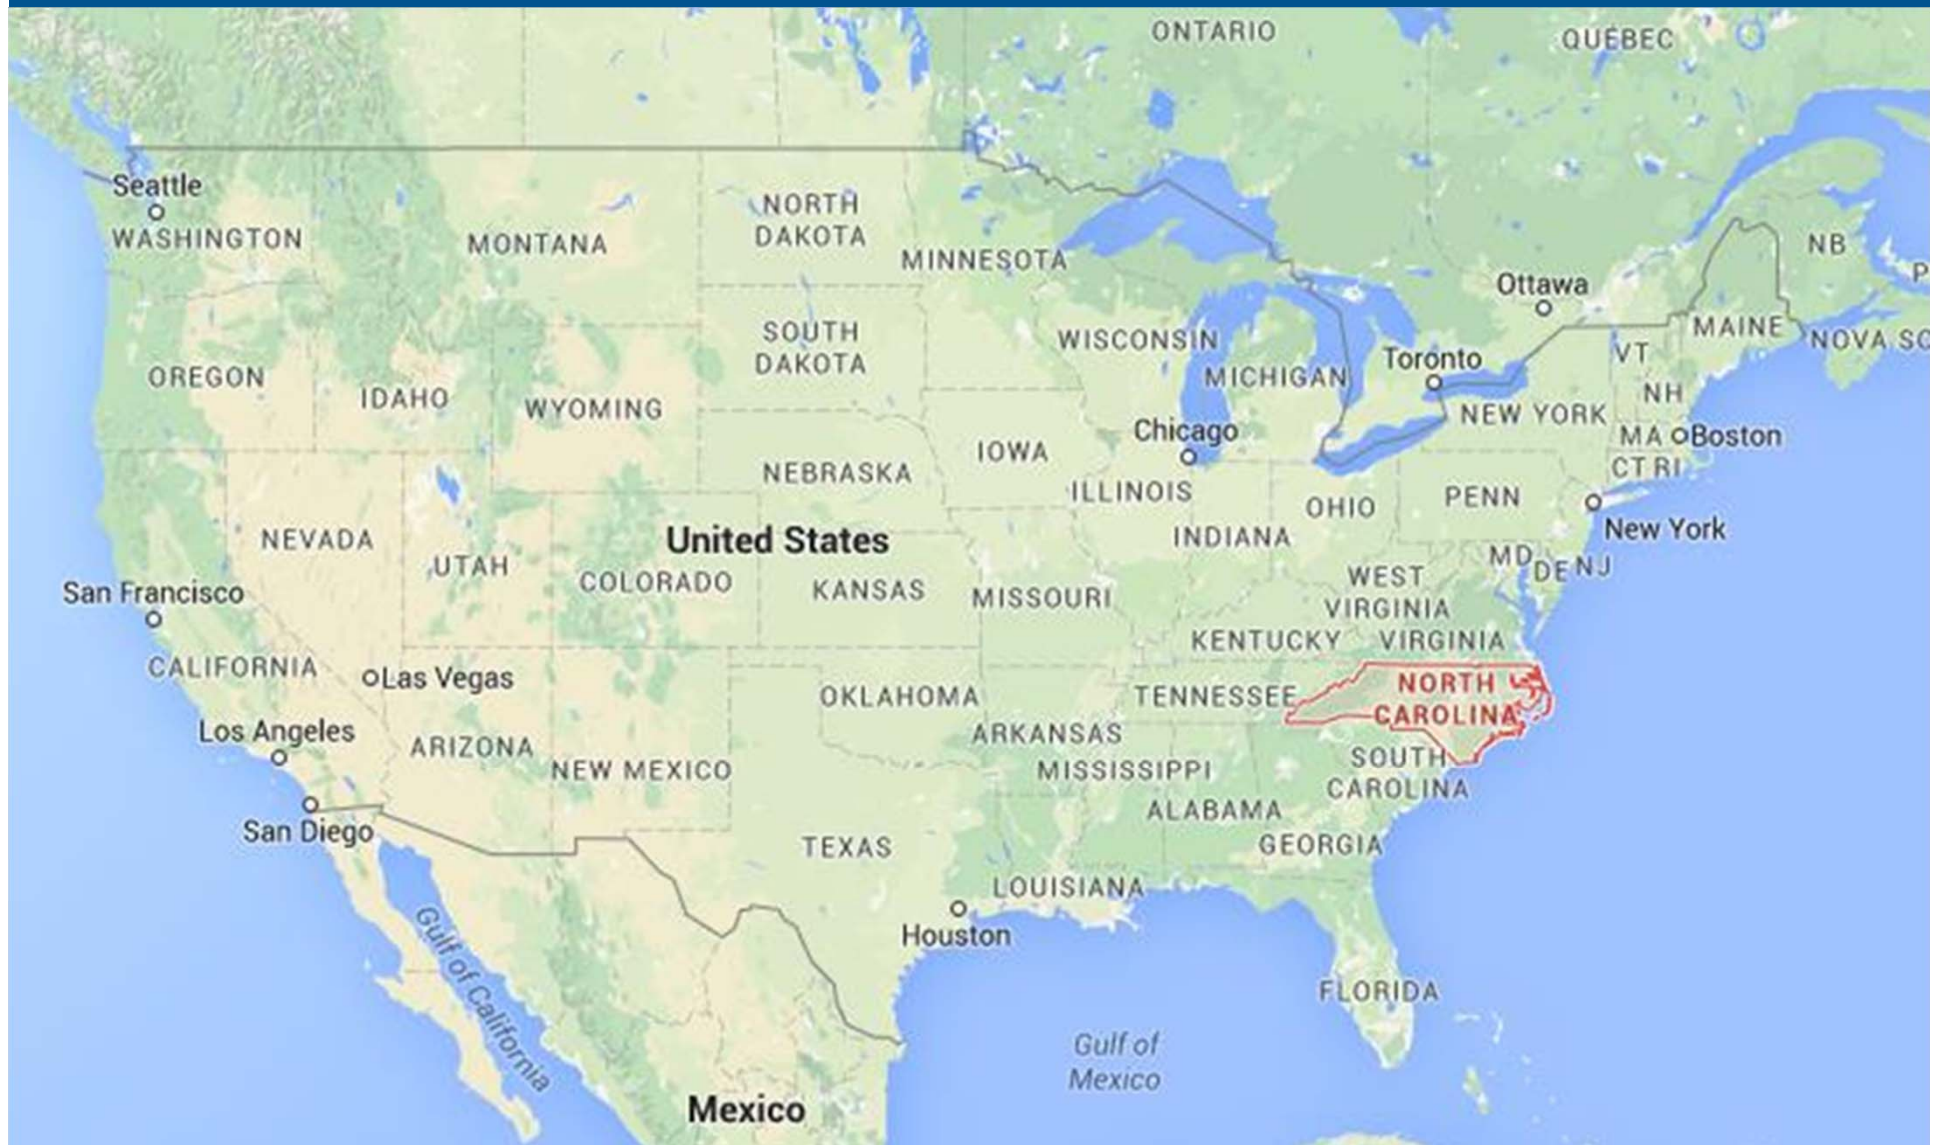 ONTARIO
QUEBEC
Seattle
WASHINGTON
MONTANA
NORTH
DAKOTA
MINNESOTA
NB
Ottawa
P
SOUTH
DAKOTA
WISCONSIN
MAINE
NOVA SC
VT
Toronto
OREGON
IDAHO
WYOMING
MICHIGAN
NH
NEW YORK
Chicago
MA
Boston
IOWA
CT RI
NEBRASKA
ILLINOIS
OHIO
PENN
New York
NEVADA
United States
INDIANA
MD
DE NJ
UTAH
COLORADO
KANSAS
MISSOURI
WEST
VIRGINIA
San Francisco
KENTUCKY
VIRGINIA
CALIFORNIA
Las Vegas
OKLAHOMA
TENNESSEE
NORTH
CAROLINA
Los Angeles
ARIZONA
NEW MEXICO
ARKANSAS
MISSISSIPPI
SOUTH
CAROLINA
San Diego
ALABAMA
TEXAS
GEORGIA
LOUISIANA
Houston
Gulf of California
FLORIDA
Gulf of
Mexico
Mexico